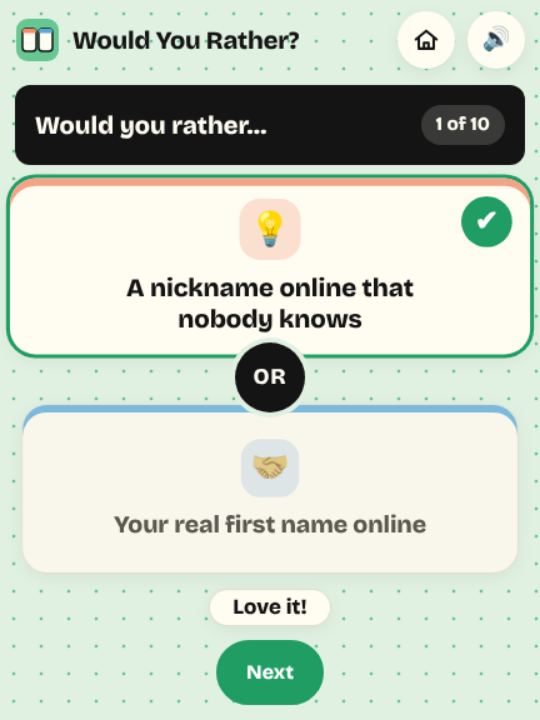 Would You Rather?
Would you rather...
1 of 10
A nickname online that
nobody knows
OR
Your real first name online
Love it!
Next